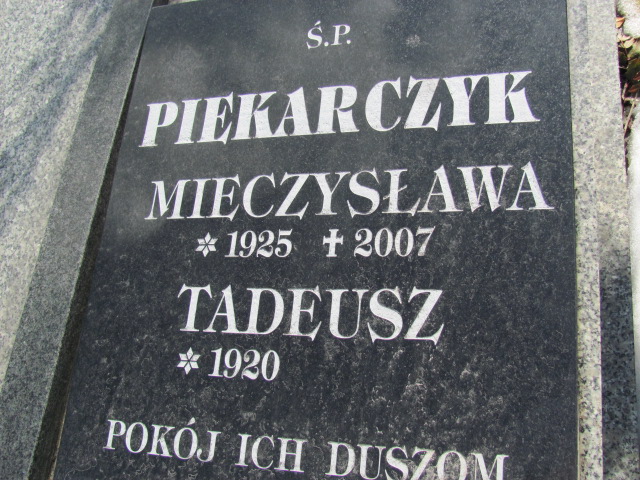 Ś.P.
PIEKARCZYK
MIECZYSŁAWA
✡ 1925 ✝ 2007
TADEUSZ
✡ 1920
POKÓJ ICH DUSZOM